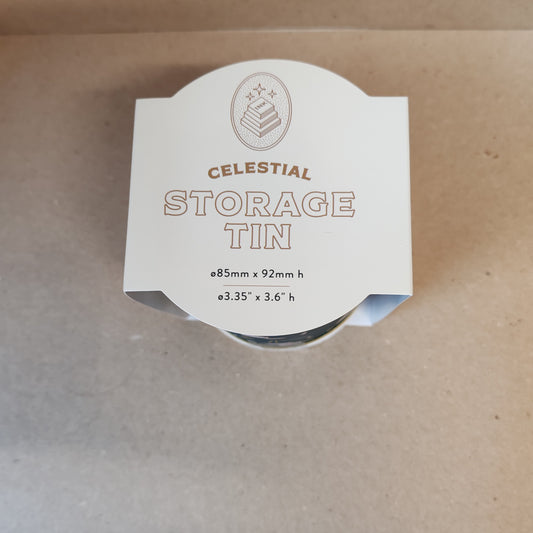 CELESTIAL
STORAGE
TIN
ø85mm x 92mm h
ø3.35" x 3.6" h